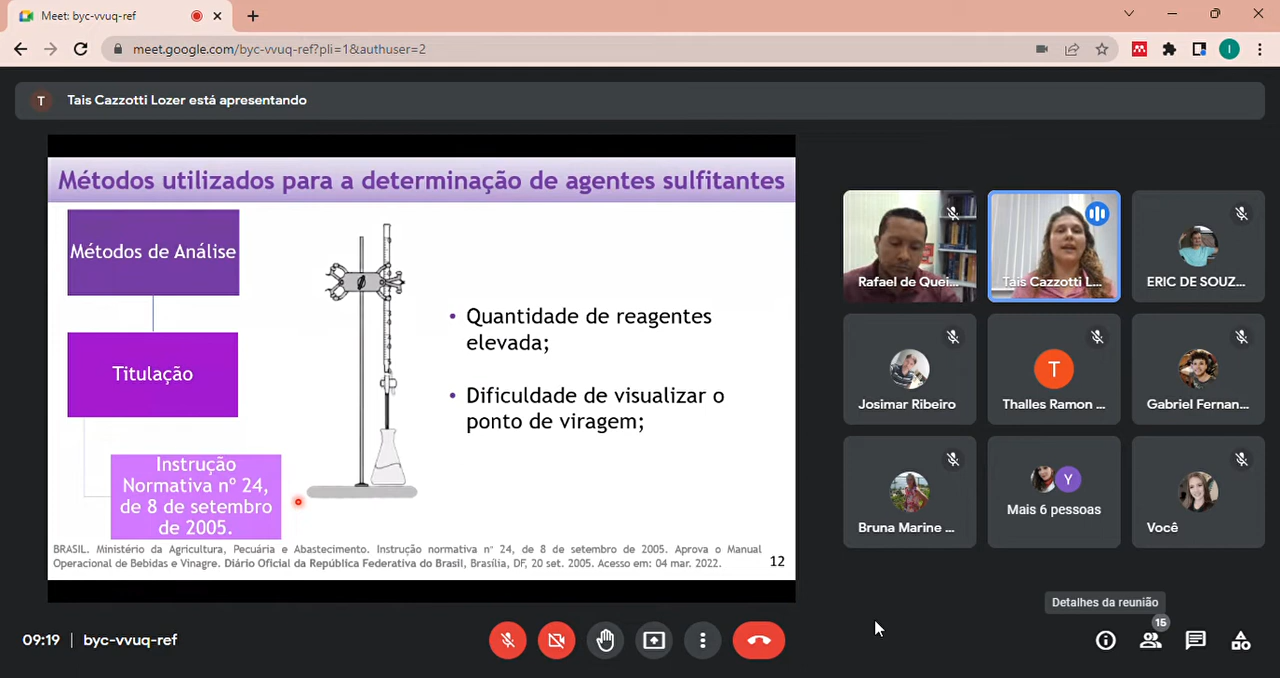 Meet: byc-vvuq-ref
meet.google.com/byc-vvuq-ref?pli=1&authuser=2
I
T
Tais Cazzotti Lozer está apresentando
Métodos utilizados para a determinação de agentes sulfitantes
Métodos de Análise
Titulação
Instrução
Normativa nº 24,
de 8 de setembro
de 2005.
• Quantidade de reagentes
elevada;
• Dificuldade de visualizar o
ponto de viragem;
BRASIL. Ministério da Agricultura, Pecuária e Abastecimento. Instrução normativa n° 24, de 8 de setembro de 2005. Aprova o Manual
Operacional de Bebidas e Vinagre. Diário Oficial da República Federativa do Brasil, Brasília, DF, 20 set. 2005. Acesso em: 04 mar. 2022.
12
Rafael de Quei...
Tais Cazzotti L...
ERIC DE SOUZ...
Josimar Ribeiro
T
Thalles Ramon ...
Gabriel Fernan...
Bruna Marine ...
Y
Mais 6 pessoas
Você
Detalhes da reunião
09:19 | byc-vvuq-ref
15